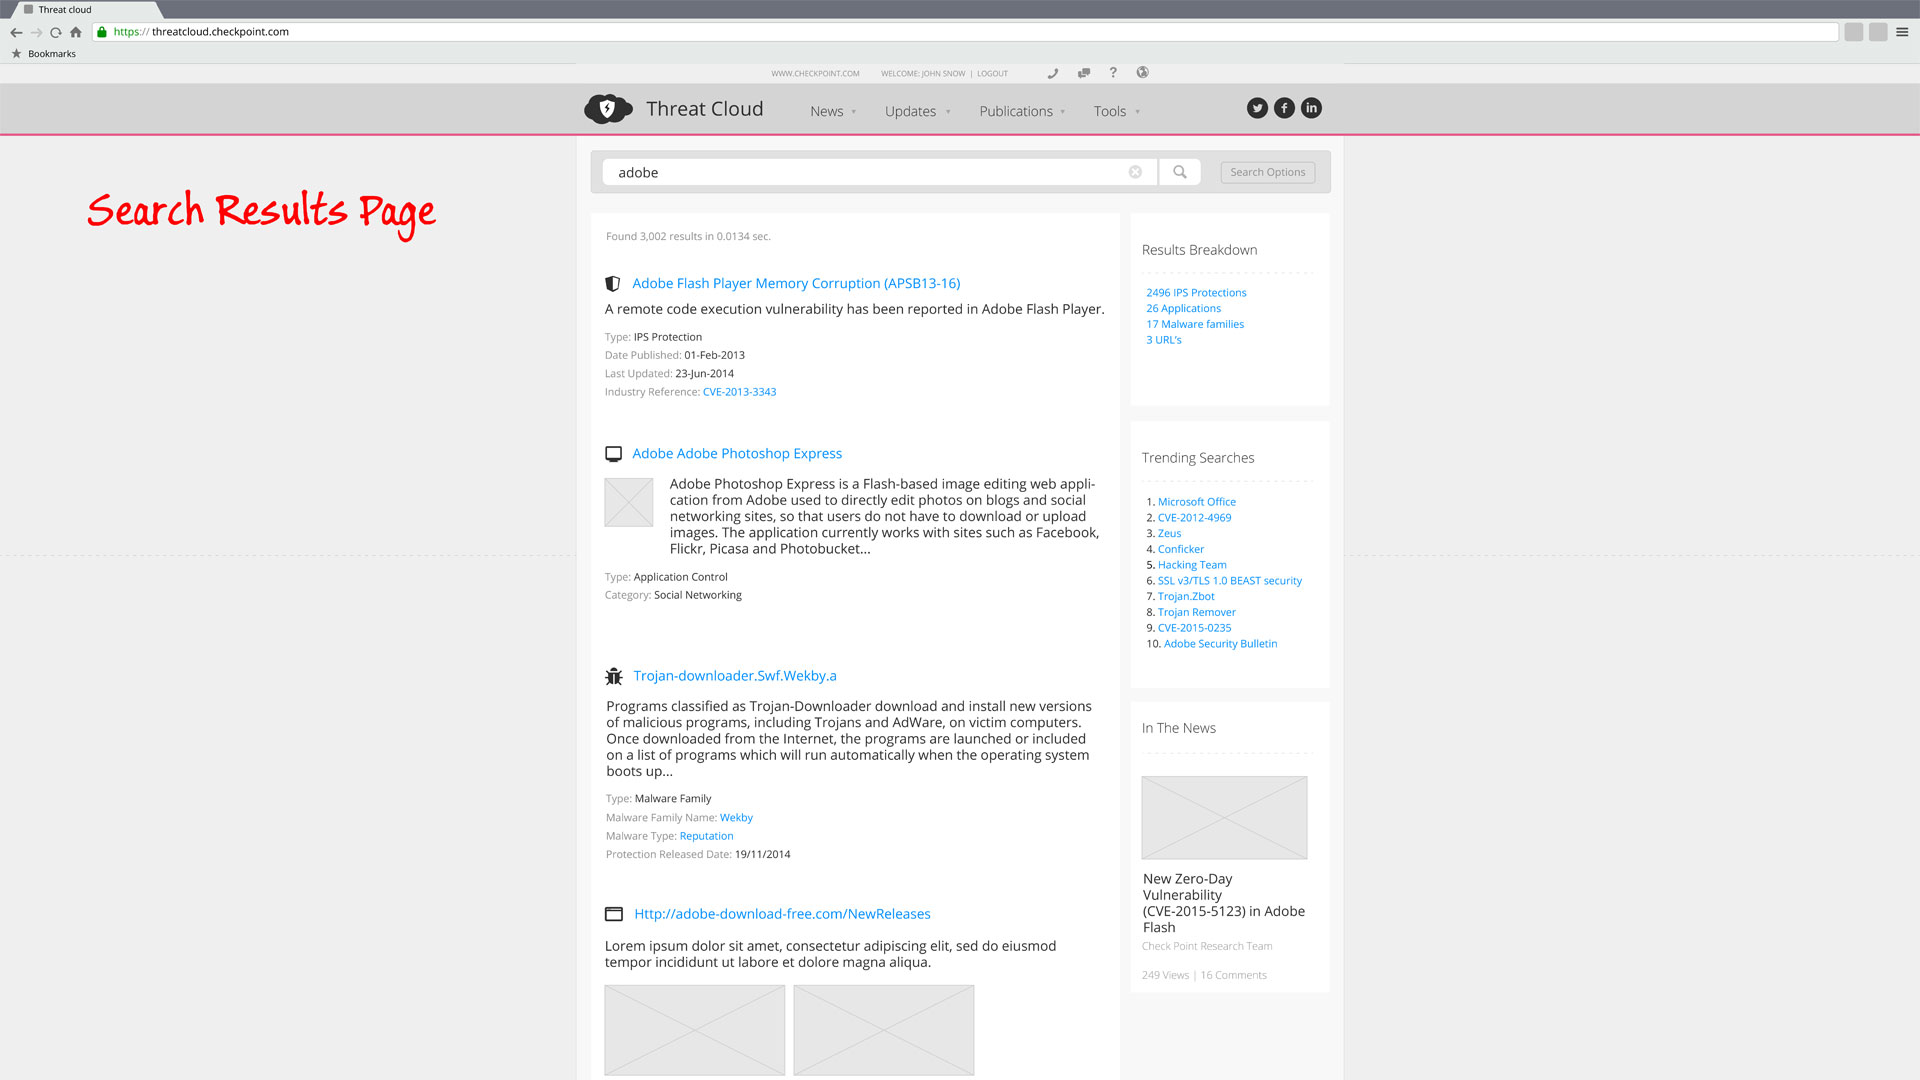 Threat cloud
https:// threatcloud.checkpoint.com
Bookmarks
WWW.CHECKPOINT.COM WELCOME; JOHN SNOW | LOGOUT ?
Threat Cloud News Updates Publications Tools
adobe Search Options
Search Results Page
Found 3,002 results in 0.0134 sec.
Adobe Flash Player Memory Corruption (APSB13-16)
A remote code execution vulnerability has been reported in Adobe Flash Player.
Type: IPS Protection
Date Published: 01-Feb-2013
Last Updated: 23-Jun-2014
Industry Reference: CVE-2013-3343
Adobe Adobe Photoshop Express
Adobe Photoshop Express is a Flash-based image editing web appli-
cation from Adobe used to directly edit photos on blogs and social
networking sites, so that users do not have to download or upload
images. The application currently works with sites such as Facebook,
Flickr, Picasa and Photobucket...
Type: Application Control
Category: Social Networking
Trojan-downloader.Swf.Wekby.a
Programs classified as Trojan-Downloader download and install new versions
of malicious programs, including Trojans and AdWare, on victim computers.
Once downloaded from the Internet, the programs are launched or included
on a list of programs which will run automatically when the operating system
boots up...
Type: Malware Family
Malware Family Name: Wekby
Malware Type: Reputation
Protection Released Date: 19/11/2014
Http://adobe-download-free.com/NewReleases
Lorem ipsum dolor sit amet, consectetur adipiscing elit, sed do eiusmod
tempor incididunt ut labore et dolore magna aliqua.
Results Breakdown
2496 IPS Protections
26 Applications
17 Malware families
3 URL's
Trending Searches
1. Microsoft Office
2. CVE-2012-4969
3. Zeus
4. Conficker
5. Hacking Team
6. SSL v3/TLS 1.0 BEAST security
7. Trojan.Zbot
8. Trojan Remover
9. CVE-2015-0235
10. Adobe Security Bulletin
In The News
New Zero-Day
Vulnerability
(CVE-2015-5123) in Adobe
Flash
Check Point Research Team
249 Views | 16 Comments